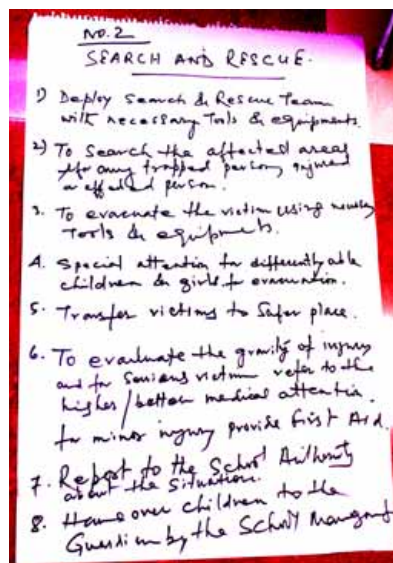 NO.2
SEARCH AND RESCUE.
1) Deploy Search & Rescue Team
with necessary Tools & equipments.
2) To Search the affected areas
for any trapped person, injured
or effected person.
3. To evacuate the victim using
Tools & equipments.
4. Special attention for differently able
children & girls for evacuation.
5. Transfer victims to Safer place.
6. To evaluate the gravity of injury
and for Serious victim refer to the
higher/better medical attention.
for minor injury provide first Aid.
7. Report to the School Authority
about the Situation.
8. over children to the
Guardian by the School